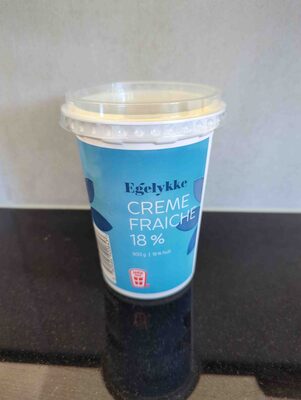 Egelykke
CREME
FRAICHE
18 %